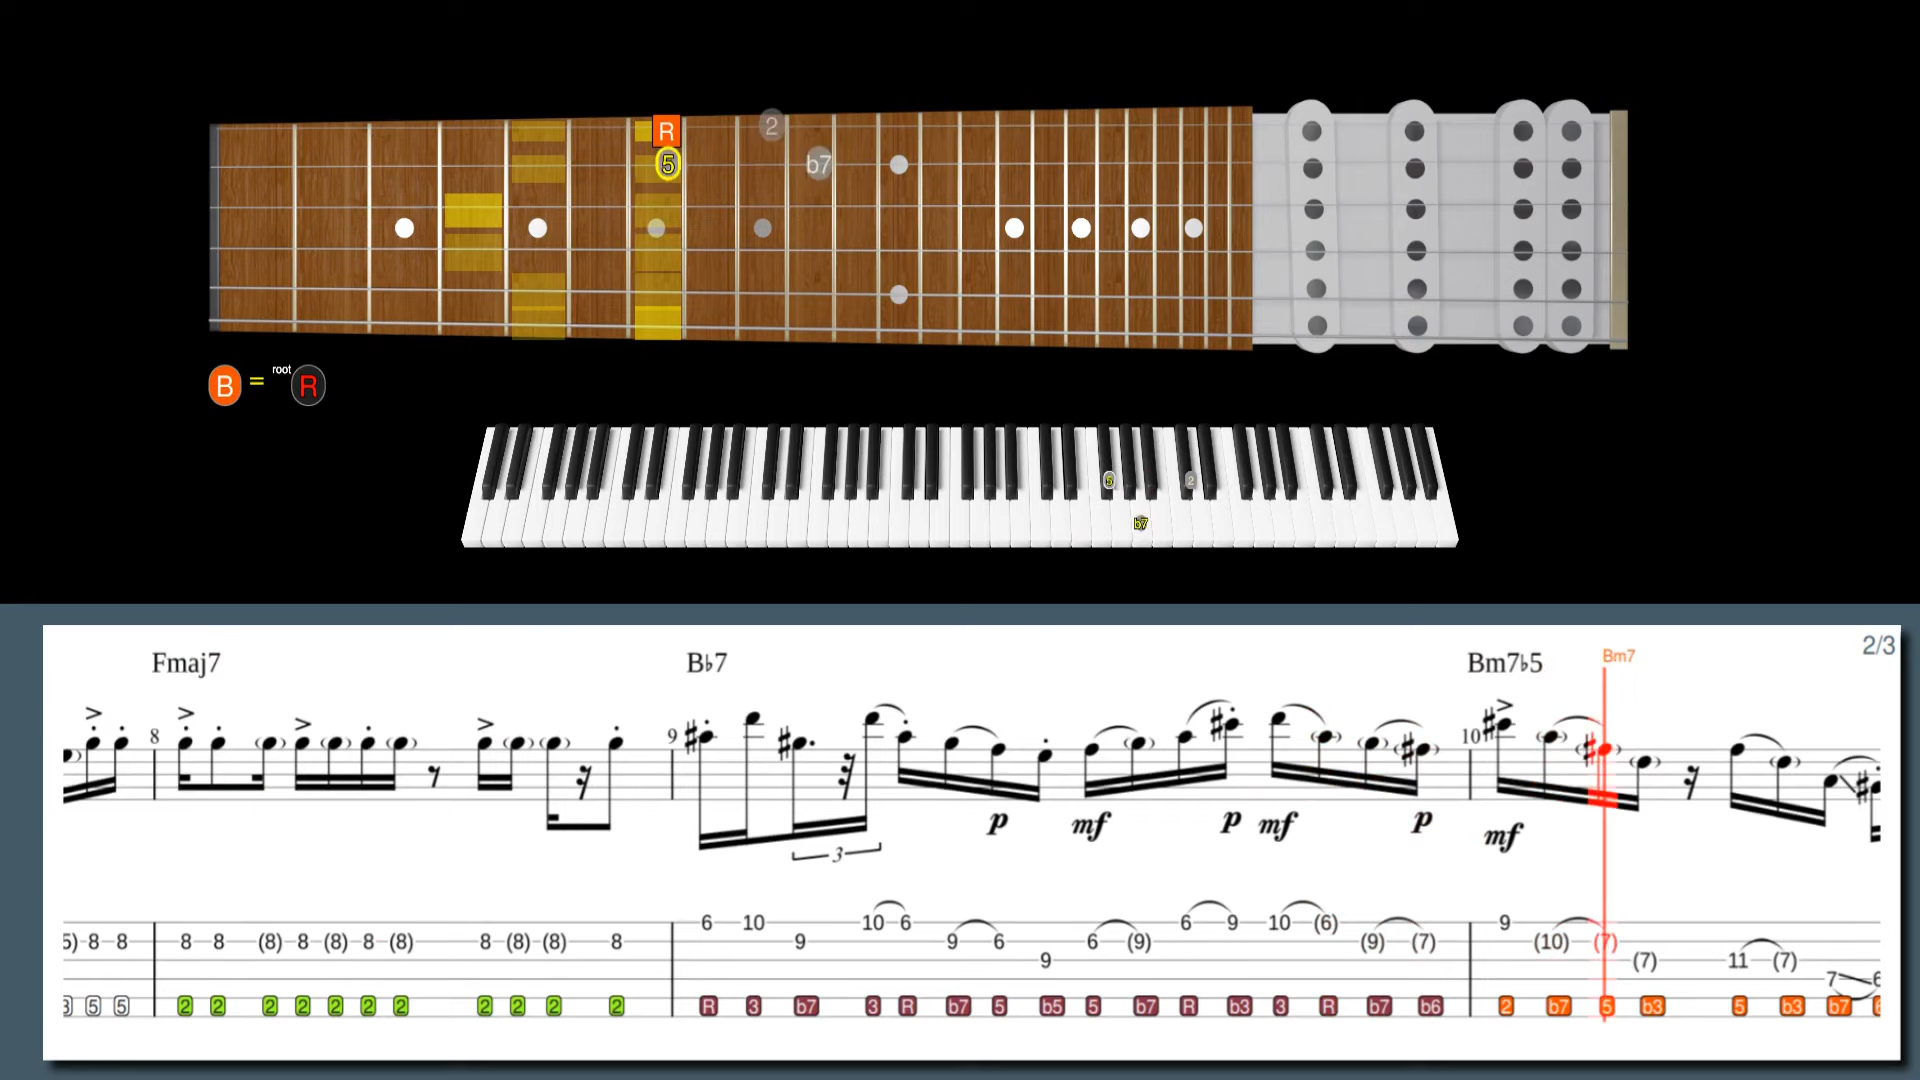 R 2
5 b7
B = root R
5 2
b7
2/3
Fmaj7 B♭7 Bm7♭5 Bm7
8 9 10
3
p mf p mf p mf
6 10 10 6 6 9 10 (6) 9
5) 8 8 8 8 (8) 8 (8) 8 (8) 8 (8) (8) 8 9 9 6 6 (9) (9) (7) (10) (7)
9 (7) 11 (7)
7 6
5 5 2 2 2 2 2 2 2 2 2 2 2 R 3 b7 3 R b7 5 b5 5 b7 R b3 3 R b7 b6 2 b7 5 b3 5 b3 b7